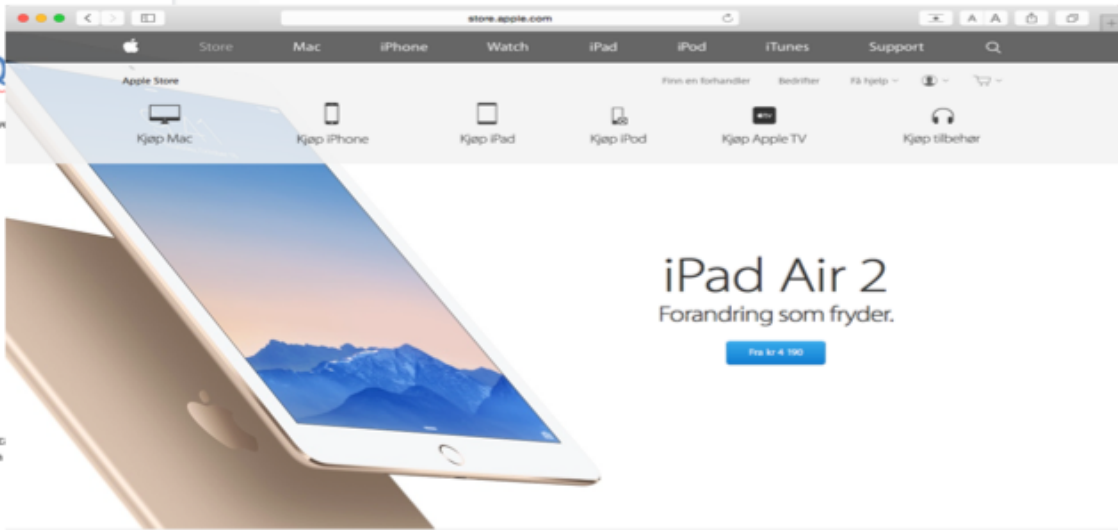 store.apple.com
A A
Store Mac iPhone Watch iPad iPod iTunes Support
Apple Store Finn en forhandler Bedrifter Få hjelp
Kjøp Mac Kjøp iPhone Kjøp iPad Kjøp iPod Kjøp Apple TV Kjøp tilbehør
iPad Air 2
Forandring som fryder.
Fra kr 4 190